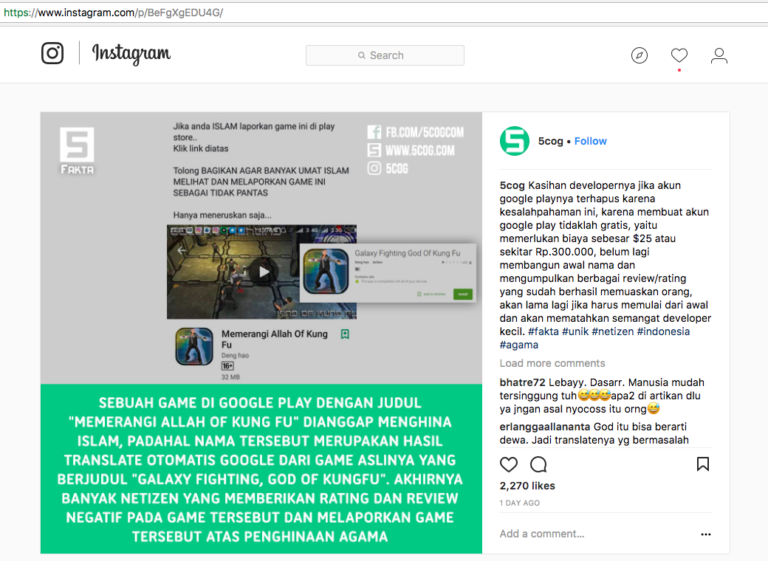 https://www.instagram.com/p/BeFgXgEDU4G/
Instagram
Search
5
FAKTA
Jika anda ISLAM laporkan game ini di play
store..
Klik link diatas
Tolong BAGIKAN AGAR BANYAK UMAT ISLAM
MELIHAT DAN MELAPORKAN GAME INI
SEBAGAI TIDAK PANTAS
Hanya meneruskan saja...
FB.COM/5COGCOM
WWW.5COG.COM
5COG
Galaxy Fighting God Of Kung Fu
Memerangi Allah Of Kung
Fu
Deng hao
16+
32 MB
SEBUAH GAME DI GOOGLE PLAY DENGAN JUDUL
"MEMERANGI ALLAH OF KUNG FU" DIANGGAP MENGHINA
ISLAM, PADAHAL NAMA TERSEBUT MERUPAKAN HASIL
TRANSLATE OTOMATIS GOOGLE DARI GAME ASLINYA YANG
BERJUDUL "GALAXY FIGHTING, GOD OF KUNGFU". AKHIRNYA
BANYAK NETIZEN YANG MEMBERIKAN RATING DAN REVIEW
NEGATIF PADA GAME TERSEBUT DAN MELAPORKAN GAME
TERSEBUT ATAS PENGHINAAN AGAMA
5cog • Follow
5cog Kasihan developernya jika akun
google playnya terhapus karena
kesalahpahaman ini, karena membuat akun
google play tidaklah gratis, yaitu
memerlukan biaya sebesar $25 atau
sekitar Rp.300.000, belum lagi
membangun awal nama dan
mengumpulkan berbagai review/rating
yang sudah berhasil memuaskan orang,
akan lama lagi jika harus memulai dari awal
dan akan mematahkan semangat developer
kecil. #fakta #unik #netizen #indonesia
#agama
Load more comments
bhatre72 Lebayy. Dasarr. Manusia mudah
tersinggung tuh😅😅😅apa2 di artikan dlu
ya jngan asal nyocoss itu orng😅
erlanggaallananta God itu bisa berarti
dewa. Jadi translatenya yg bermasalah
2,270 likes
1 DAY AGO
Add a comment...